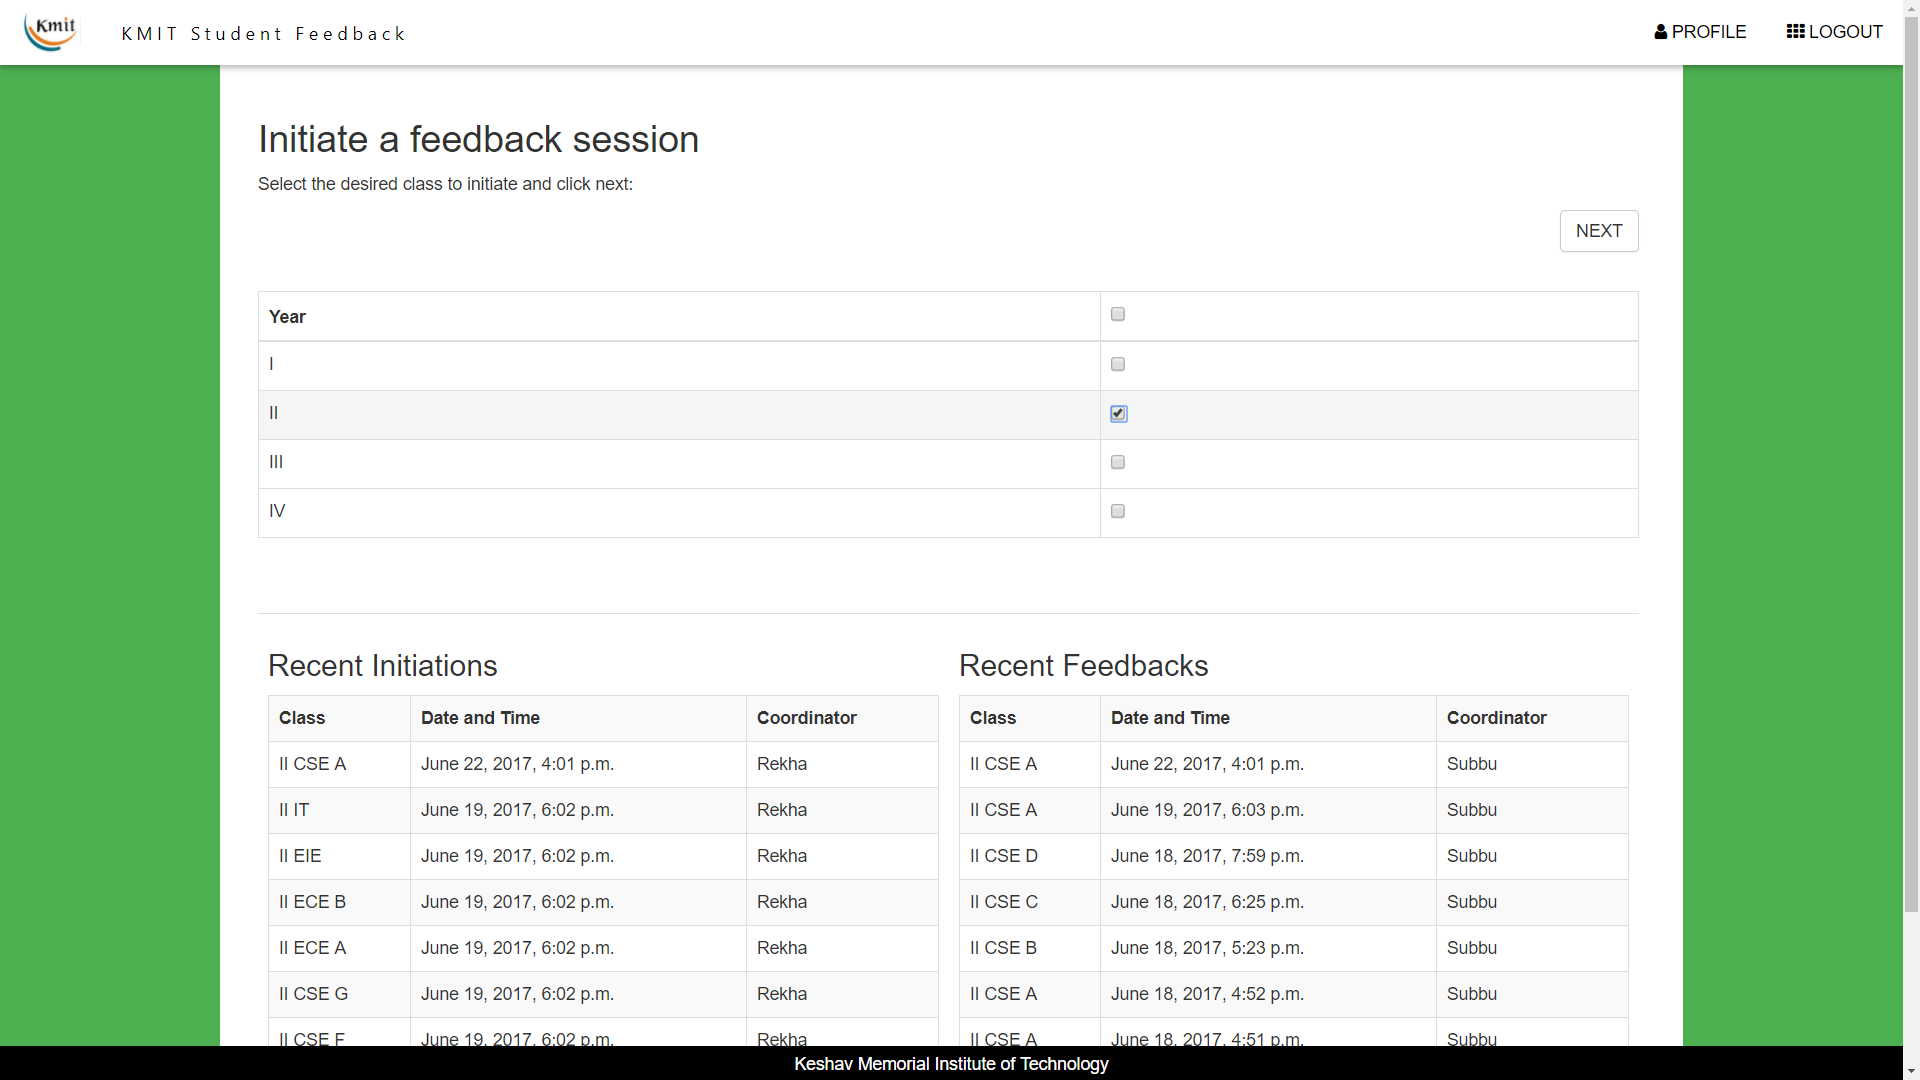 Kmit
KMIT Student Feedback
PROFILE
LOGOUT
Initiate a feedback session
Select the desired class to initiate and click next:
NEXT
Year
I
II
III
IV
Recent Initiations
Class Date and Time Coordinator
II CSE A June 22, 2017, 4:01 p.m. Rekha
II IT June 19, 2017, 6:02 p.m. Rekha
II EIE June 19, 2017, 6:02 p.m. Rekha
II ECE B June 19, 2017, 6:02 p.m. Rekha
II ECE A June 19, 2017, 6:02 p.m. Rekha
II CSE G June 19, 2017, 6:02 p.m. Rekha
II CSE F June 19, 2017, 6:02 p.m. Rekha
Recent Feedbacks
Class Date and Time Coordinator
II CSE A June 22, 2017, 4:01 p.m. Subbu
II CSE A June 19, 2017, 6:03 p.m. Subbu
II CSE D June 18, 2017, 7:59 p.m. Subbu
II CSE C June 18, 2017, 6:25 p.m. Subbu
II CSE B June 18, 2017, 5:23 p.m. Subbu
II CSE A June 18, 2017, 4:52 p.m. Subbu
II CSE A June 18, 2017, 4:51 p.m. Subbu
Keshav Memorial Institute of Technology